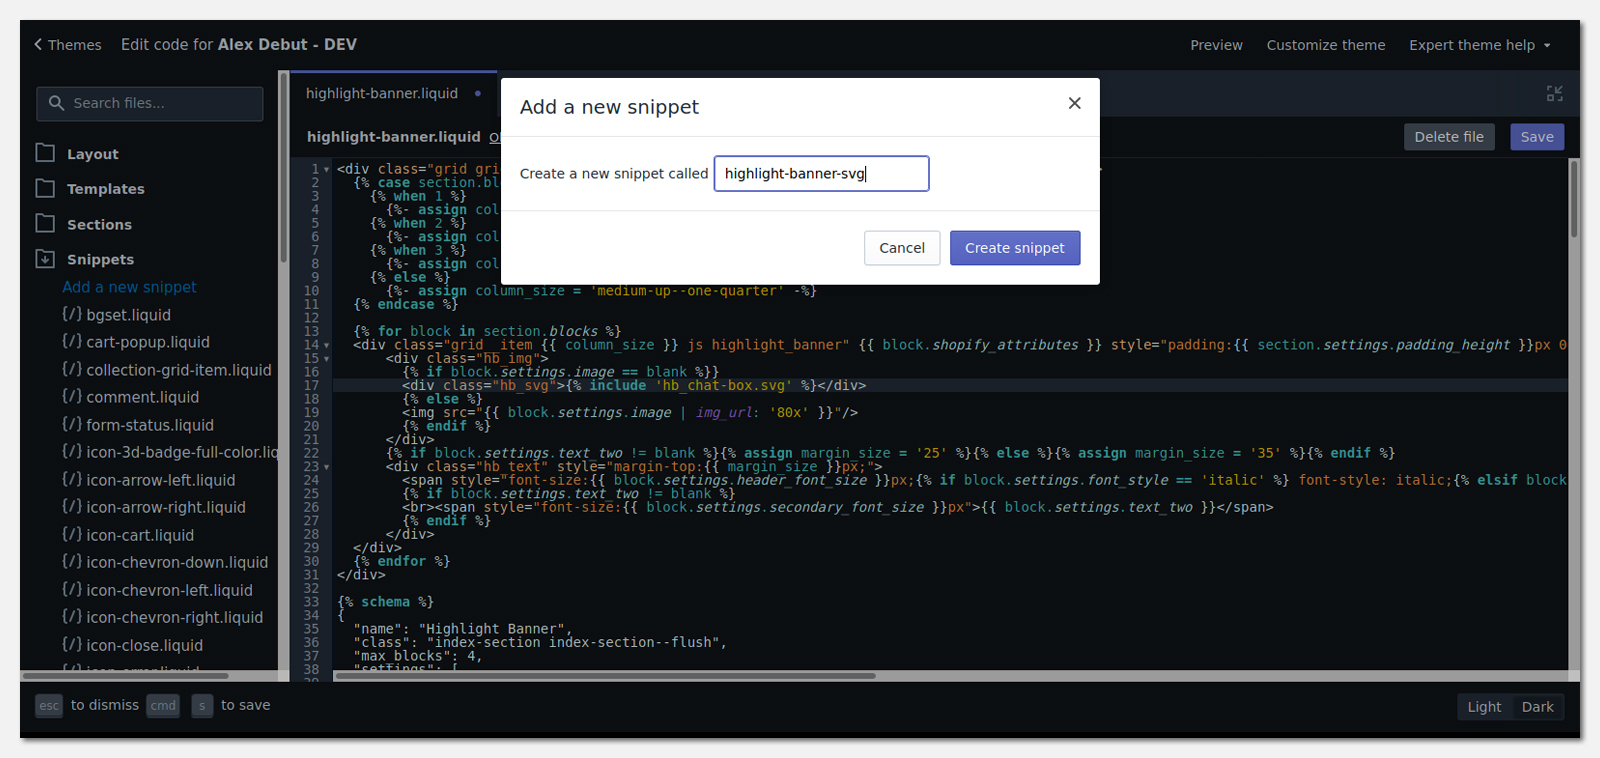 Themes Edit code for Alex Debut - DEV Preview Customize theme Expert theme help
Search files...
Layout
Templates
Sections
Snippets
Add a new snippet
{/} bgset.liquid
{/} cart-popup.liquid
{/} collection-grid-item.liquid
{/} comment.liquid
{/} form-status.liquid
{/} icon-3d-badge-full-color.liq
{/} icon-arrow-left.liquid
{/} icon-arrow-right.liquid
{/} icon-cart.liquid
{/} icon-chevron-down.liquid
{/} icon-chevron-left.liquid
{/} icon-chevron-right.liquid
{/} icon-close.liquid
highlight-banner.liquid
highlight-banner.liquid Delete file Save
Add a new snippet
Create a new snippet called highlight-banner-svg
Cancel Create snippet
1 <div class="grid gri >
2 {% case section.bl
3 {% when 1 %}
4 {%- assign col
5 {% when 2 %}
6 {%- assign col
7 {% when 3 %}
8 {%- assign col
9 {% else %}
10 {%- assign column_size = 'medium-up--one-quarter' -%}
11 {% endcase %}
12
13 {% for block in section.blocks %}
14 <div class="grid__item {{ column_size }} js highlight_banner" {{ block.shopify_attributes }} style="padding:{{ section.settings.padding_height }}px 0
15 <div class="hb_img">
16 {% if block.settings.image == blank %}}
17 <div class="hb_svg">{% include 'hb_chat-box.svg' %}</div>
18 {% else %}
19 <img src="{{ block.settings.image | img_url: '80x' }}"/>
20 {% endif %}
21 </div>
22 {% if block.settings.text_two != blank %}{% assign margin_size = '25' %}{% else %}{% assign margin_size = '35' %}{% endif %}
23 <div class="hb_text" style="margin-top:{{ margin_size }}px;">
24 <span style="font-size:{{ block.settings.header_font_size }}px;{% if block.settings.font_style == 'italic' %} font-style: italic;{% elsif block
25 {% if block.settings.text_two != blank %}
26 <br><span style="font-size:{{ block.settings.secondary_font_size }}px">{{ block.settings.text_two }}</span>
27 {% endif %}
28 </div>
29 </div>
30 {% endfor %}
31 </div>
32
33 {% schema %}
34 {
35 "name": "Highlight Banner",
36 "class": "index-section index-section--flush",
37 "max_blocks": 4,
38 "settings": [
esc to dismiss cmd s to save Light Dark